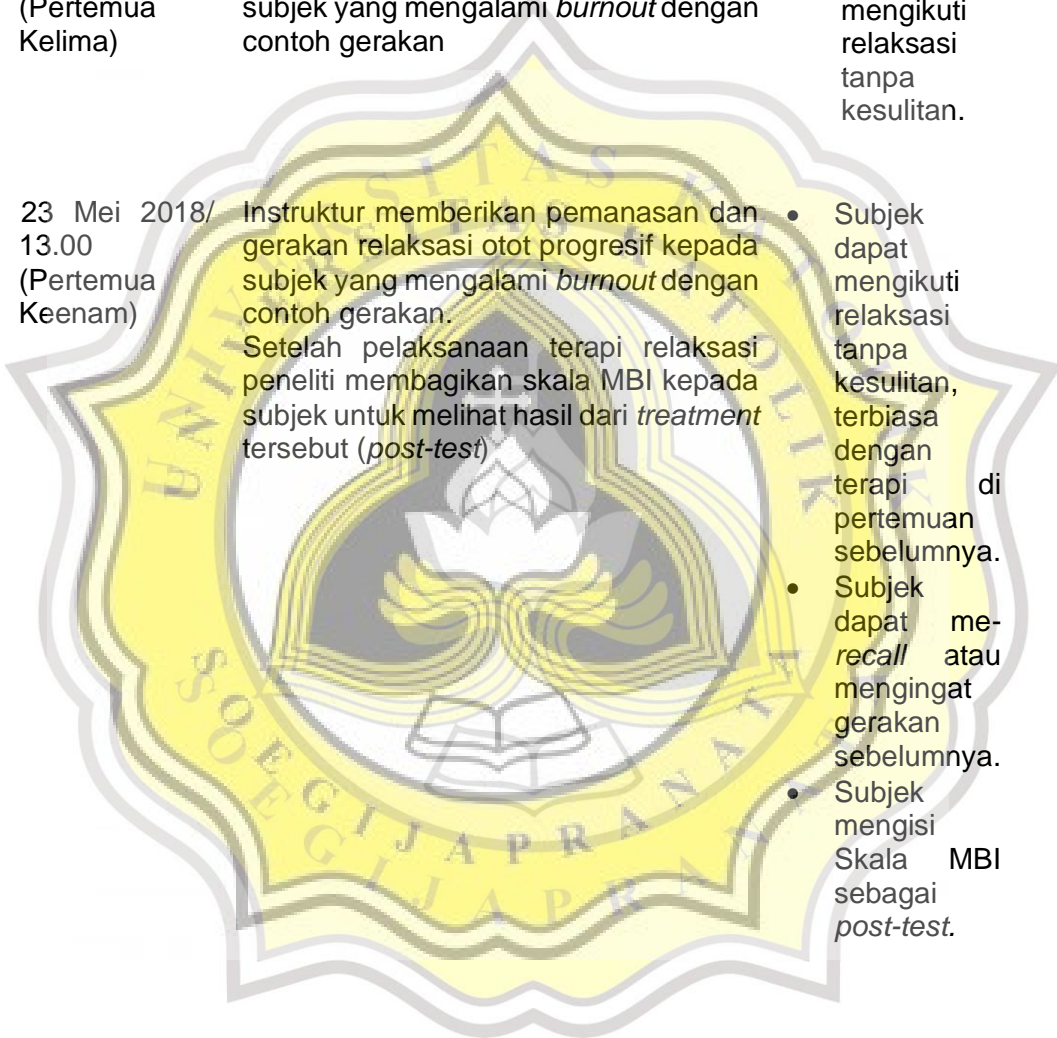 (Pertemua subjek yang mengalami burnout dengan mengikuti
Kelima) contoh gerakan relaksasi
tanpa
kesulitan.
23 Mei 2018/ Instruktur memberikan pemanasan dan • Subjek
13.00 gerakan relaksasi otot progresif kepada dapat
(Pertemua subjek yang mengalami burnout dengan mengikuti
Keenam) contoh gerakan. relaksasi
Setelah pelaksanaan terapi relaksasi tanpa
peneliti membagikan skala MBI kepada kesulitan,
subjek untuk melihat hasil dari treatment terbiasa
tersebut (post-test) dengan
terapi di
pertemuan
sebelumnya.
• Subjek
dapat me-
recall atau
mengingat
gerakan
sebelumnya.
• Subjek
mengisi
Skala MBI
sebagai
post-test.
UNIVERSITAS KATOLIK
SOEGIJAPRANATA